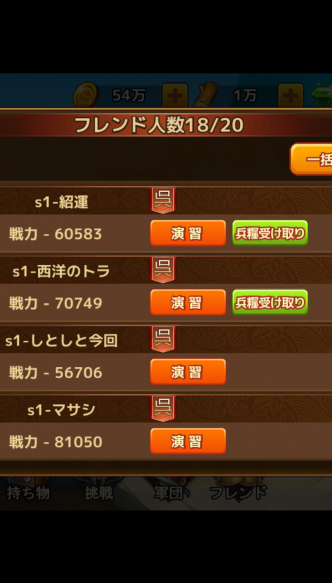 54万 1万
フレンド人数18/20
一括
s1-紹運 呉
戦力 - 60583 演習 兵糧受け取り
s1-西洋のトラ 呉
戦力 - 70749 演習 兵糧受け取り
s1-しとしと今回 呉
戦力 - 56706 演習
s1-マサシ 呉
戦力 - 81050 演習
持ち物 挑戦 軍団 フレンド